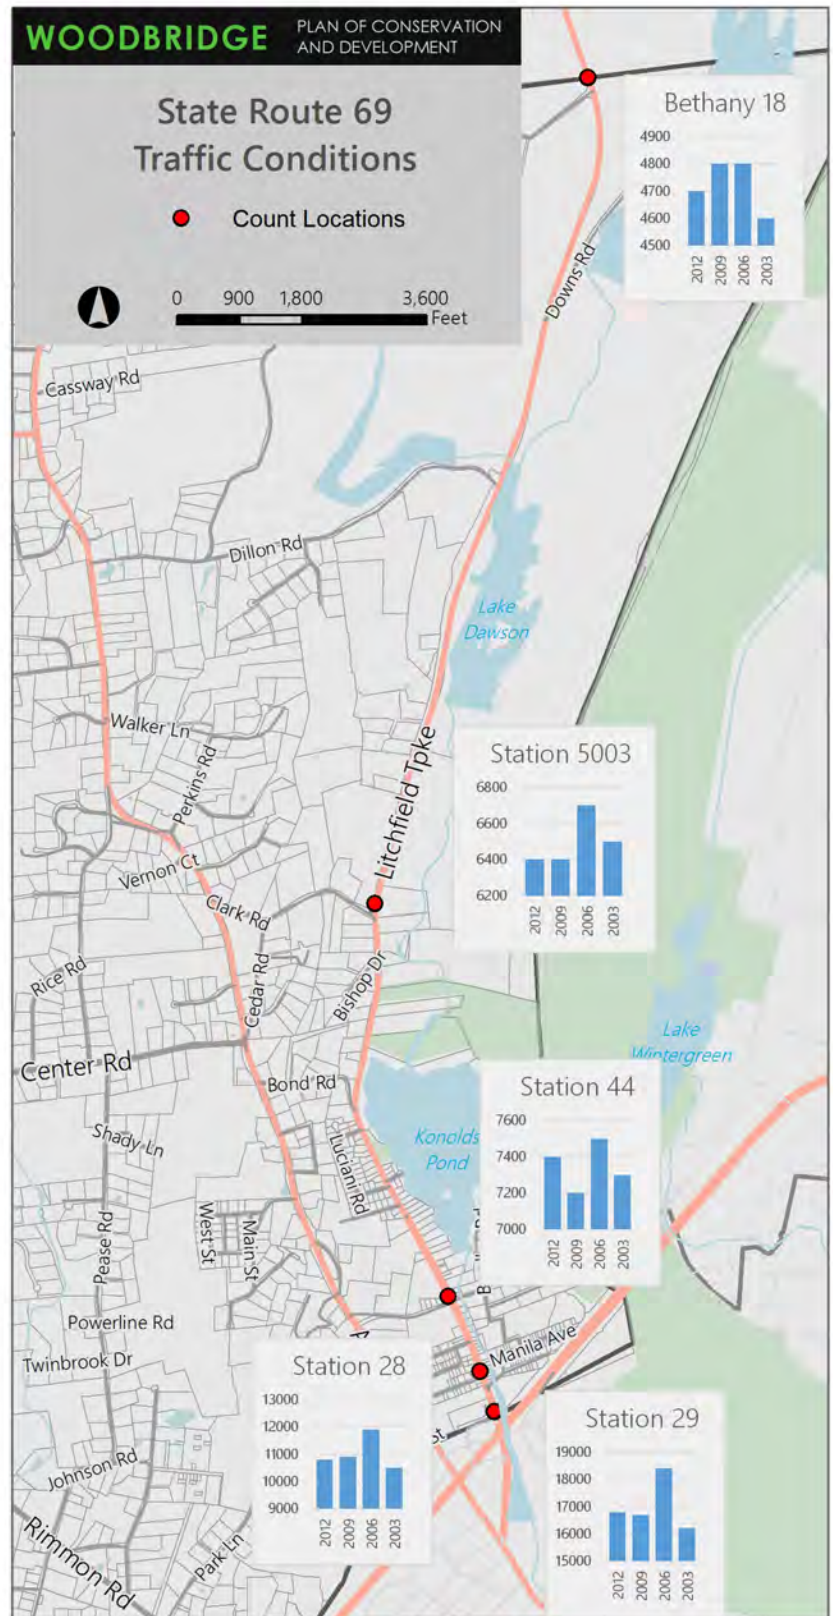 WOODBRIDGE
PLAN OF CONSERVATION
AND DEVELOPMENT
State Route 69
Traffic Conditions
Count Locations
0 900 1,800 3,600
Feet
Bethany 18
4900
4800
4700
4600
4500
2012 2009 2006 2003
Downs Rd
Cassway Rd
Dillon Rd
Lake
Dawson
Walker Ln
Perkins Rd
Litchfield Tpke
Station 5003
6800
6600
6400
6200
2012 2009 2006 2003
Vernon Ct
Clark Rd
Rice Rd
Cedar Rd
Bishop Dr
Center Rd
Lake
Wintergreen
Bond Rd
Station 44
7600
7400
7200
7000
2012 2009 2006 2003
Shady Ln
Luciani Rd
Konolds
Pond
West St
Main St
Pease Rd
Powerline Rd
Twinbrook Dr
Manila Ave
Station 28
13000
12000
11000
10000
9000
2012 2009 2006 2003
St
Station 29
19000
18000
17000
16000
15000
2012 2009 2006 2003
Johnson Rd
Rimmon Rd
Park Ln